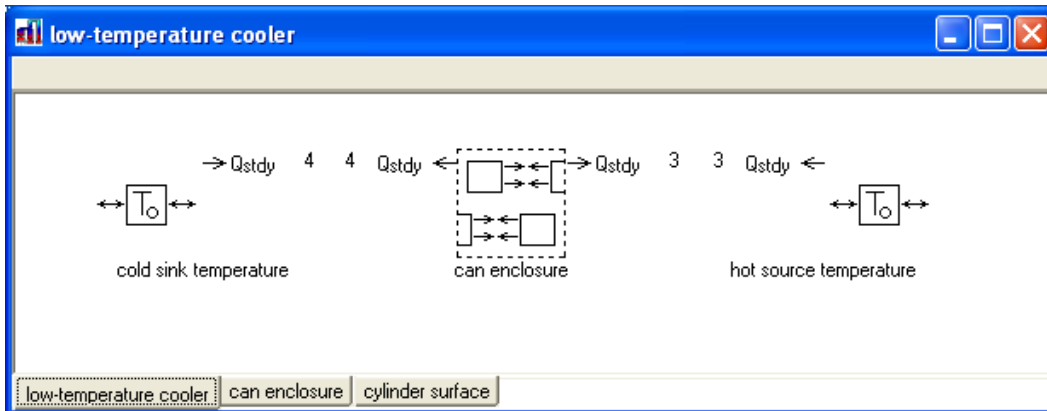 low-temperature cooler
Qstdy 4 4 Qstdy Qstdy 3 3 Qstdy
To To
cold sink temperature can enclosure hot source temperature
low-temperature cooler can enclosure cylinder surface